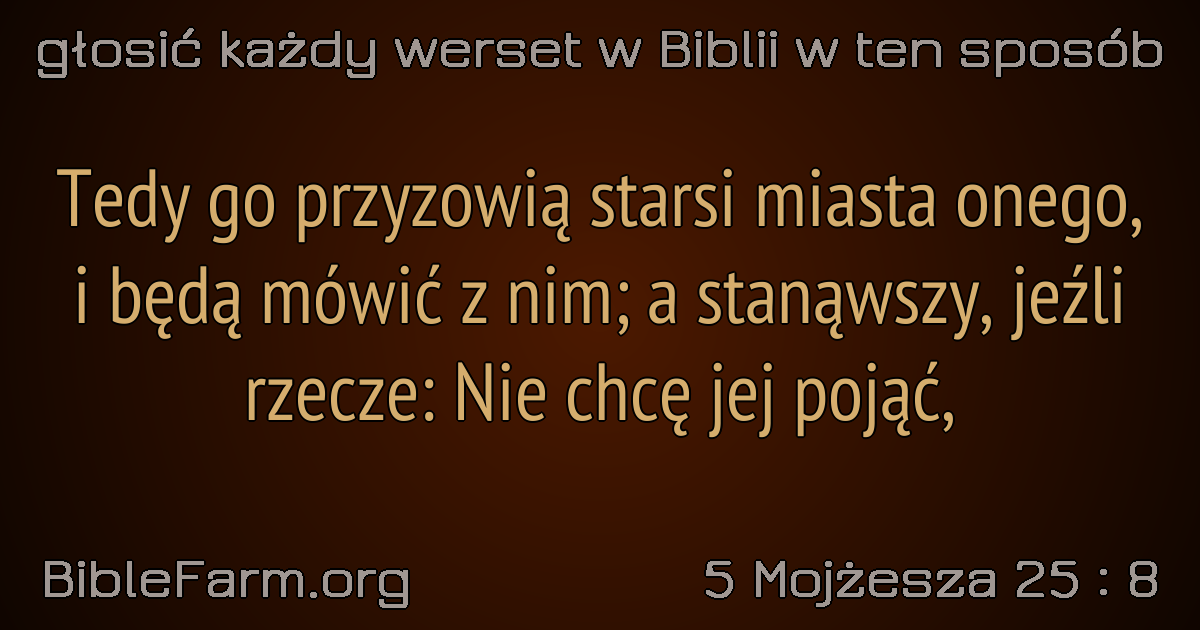 głosić każdy werset w Biblii w ten sposób
Tedy go przyzowią starsi miasta onego,
i będą mówić z nim; a stanąwszy, jeźli
rzecze: Nie chcę jej pojąć,
BibleFarm.org
5 Mojżesza 25 : 8